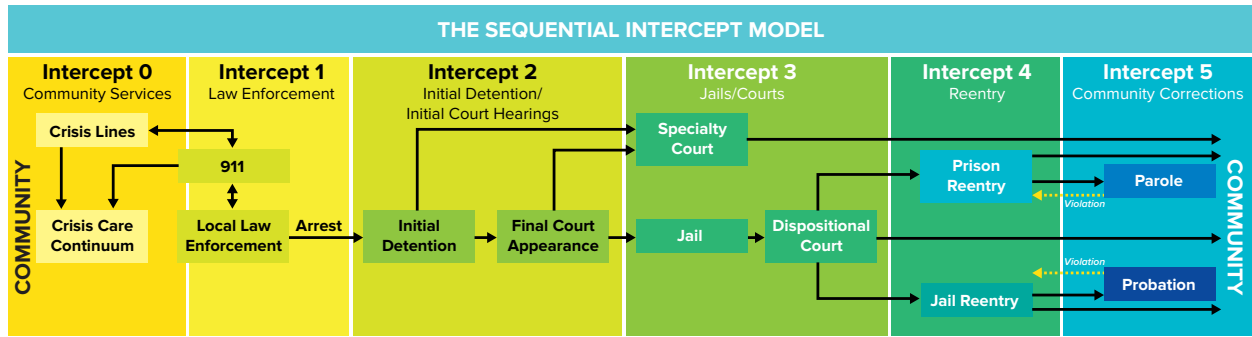 THE SEQUENTIAL INTERCEPT MODEL
Intercept 0
Community Services
Intercept 1
Law Enforcement
Intercept 2
Initial Detention/
Initial Court Hearings
Intercept 3
Jails/Courts
Intercept 4
Reentry
Intercept 5
Community Corrections
COMMUNITY
Crisis Lines
Crisis Care
Continuum
911
Local Law
Enforcement
Arrest
Initial
Detention
Final Court
Appearance
Specialty
Court
Jail
Dispositional
Court
Prison
Reentry
Jail Reentry
Parole
Violation
Violation
Probation
COMMUNITY